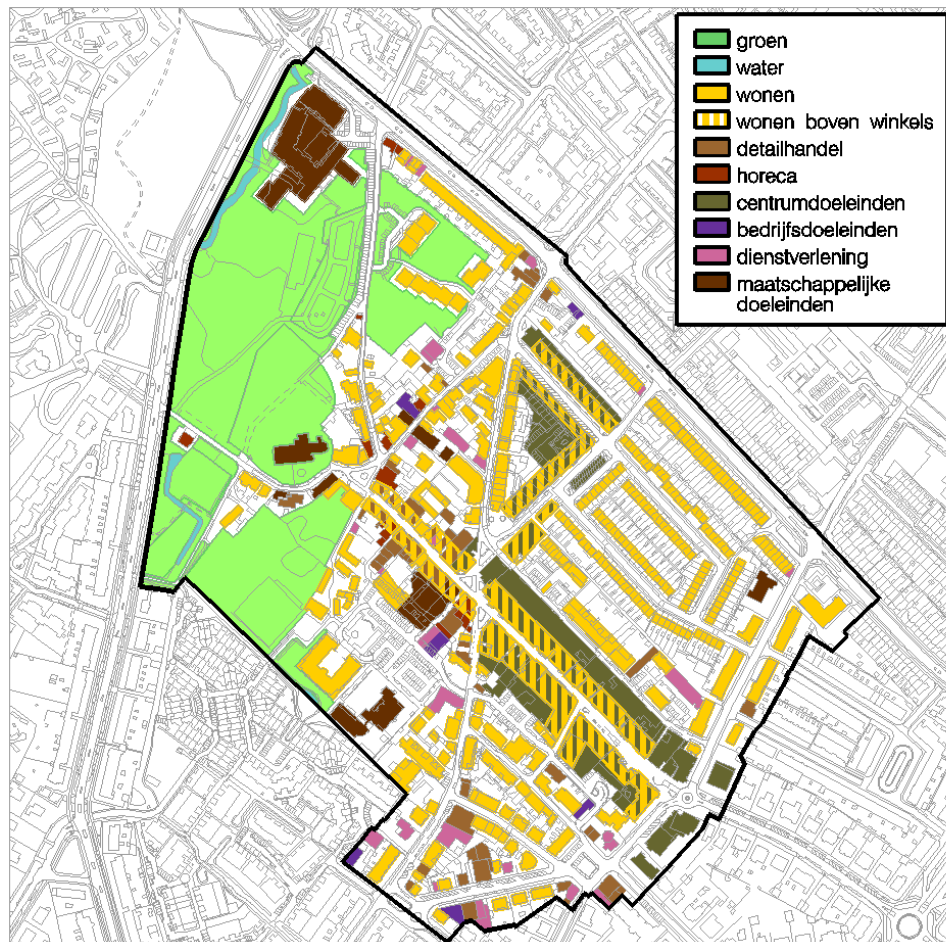 groen
water
wonen
wonen boven winkels
detailhandel
horeca
centrumdoeleinden
bedrijfsdoeleinden
dienstverlening
maatschappelijke
doeleinden